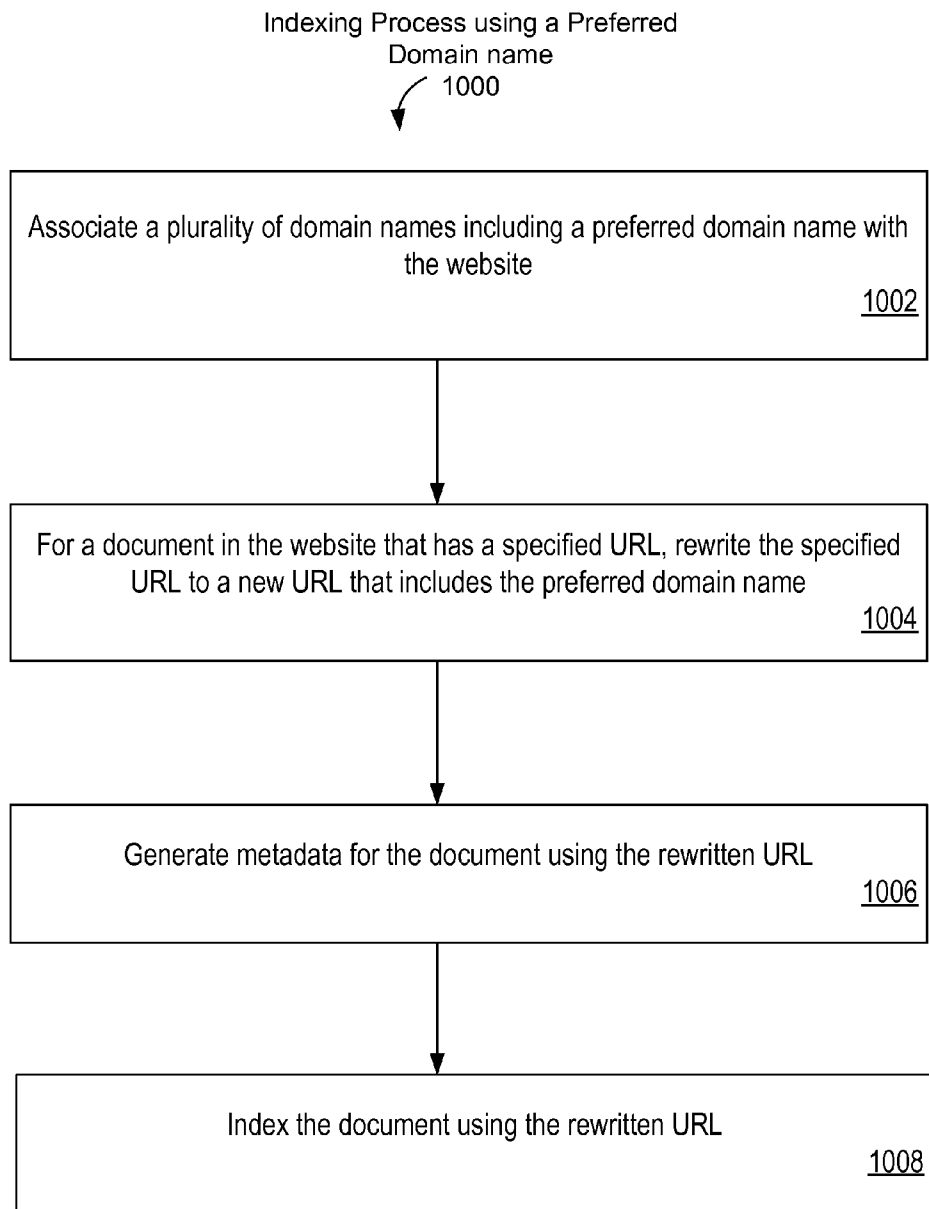 Indexing Process using a Preferred
Domain name
1000
Associate a plurality of domain names including a preferred domain name with
the website
1002
For a document in the website that has a specified URL, rewrite the specified
URL to a new URL that includes the preferred domain name
1004
Generate metadata for the document using the rewritten URL
1006
Index the document using the rewritten URL
1008